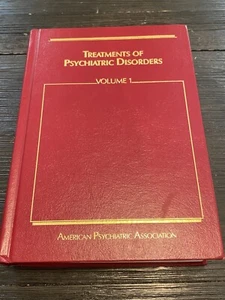 TREATMENTS OF
PSYCHIATRIC DISORDERS
VOLUME 1
AMERICAN PSYCHIATRIC ASSOCIATION